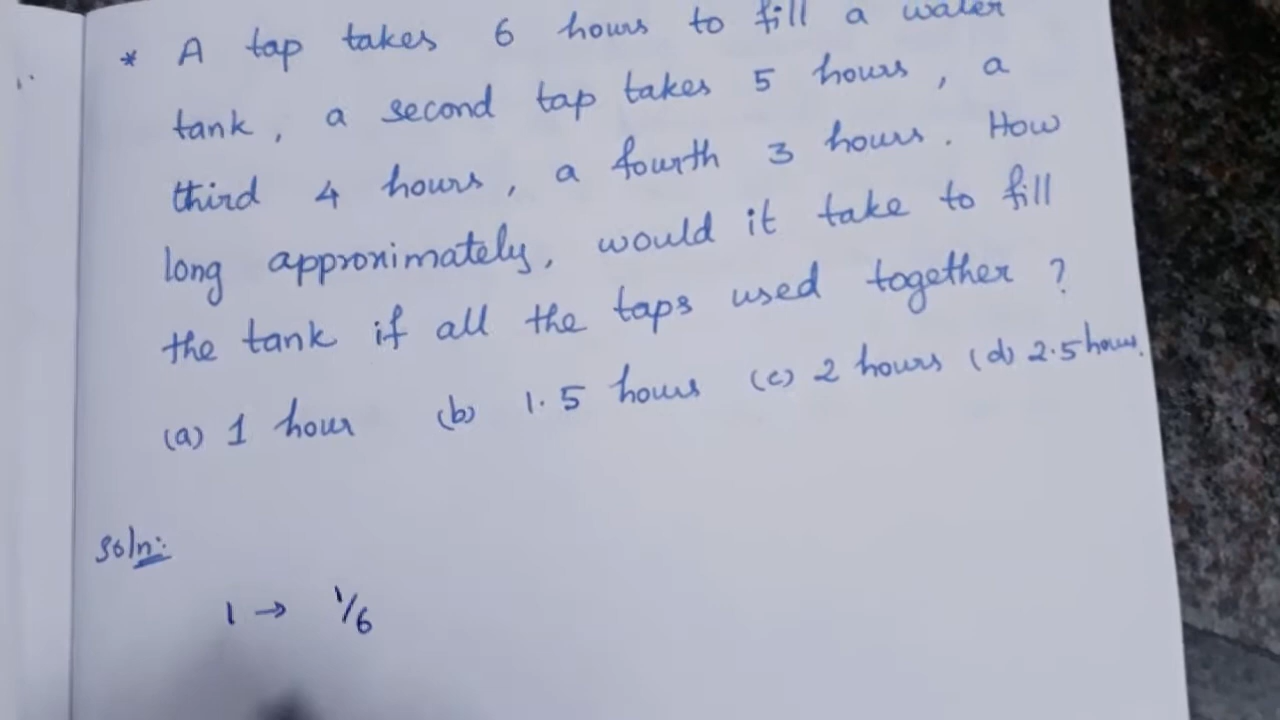 * A tap takes 6 hours to fill a water
tank, a second tap takes 5 hours, a
third 4 hours, a fourth 3 hours. How
long approximately, would it take to fill
the tank if all the taps used together?
(a) 1 hour (b) 1.5 hours (c) 2 hours (d) 2.5 hours.
Soln:
1 → 1/6